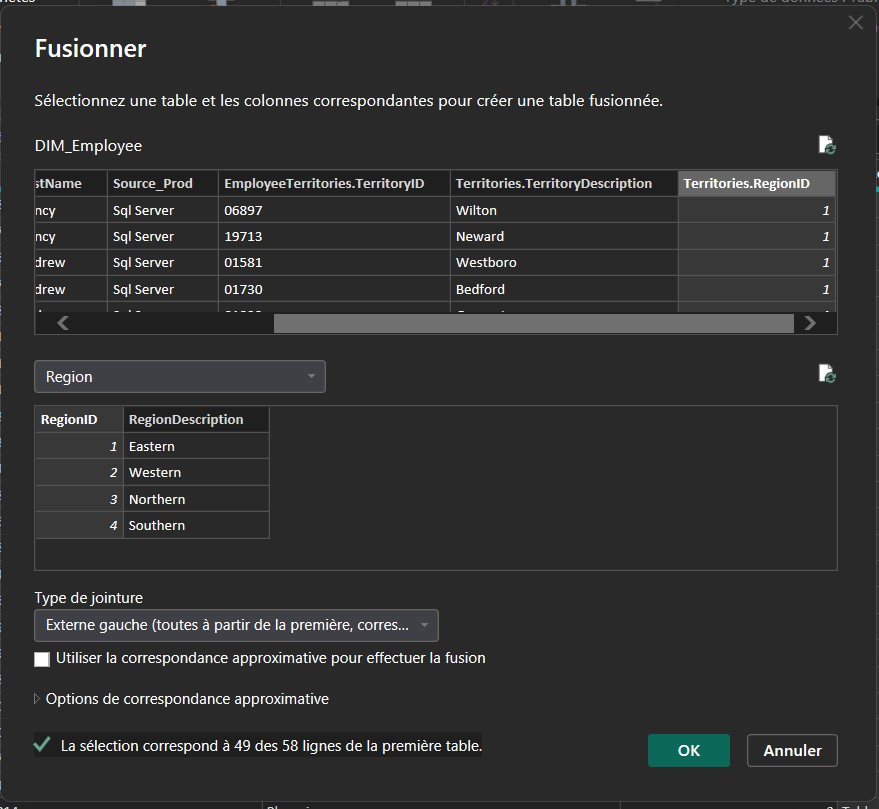 Fusionner
Sélectionnez une table et les colonnes correspondantes pour créer une table fusionnée.
DIM_Employee
stName Source_Prod EmployeeTerritories.TerritoryID Territories.TerritoryDescription Territories.RegionID
ncy Sql Server 06897 Wilton 1
ncy Sql Server 19713 Neward 1
drew Sql Server 01581 Westboro 1
drew Sql Server 01730 Bedford 1
Region
RegionID RegionDescription
1 Eastern
2 Western
3 Northern
4 Southern
Type de jointure
Externe gauche (toutes à partir de la première, corres...
Utiliser la correspondance approximative pour effectuer la fusion
Options de correspondance approximative
La sélection correspond à 49 des 58 lignes de la première table.
OK Annuler